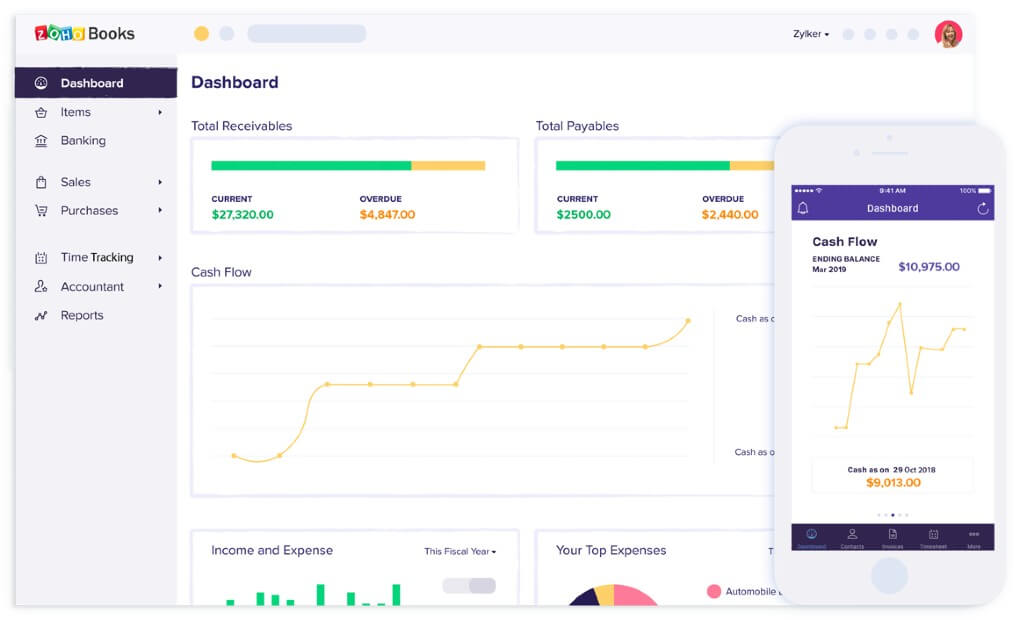 ZOHO Books
Zylker
Dashboard
Items
Banking
Sales
Purchases
Time Tracking
Accountant
Reports
Dashboard
Total Receivables
CURRENT
$27,320.00
OVERDUE
$4,847.00
Total Payables
CURRENT
$2500.00
OVERDUE
$2,440.00
Cash Flow
Cash as o
Cash as o
Income and Expense
This Fiscal Year
Your Top Expenses
T
Automobile
9:41 AM
100%
Dashboard
Cash Flow
ENDING BALANCE
Mar 2019
$10,975.00
Cash as on 29 Oct 2018
$9,013.00
Dashboard
Contacts
Invoices
Timesheet
More